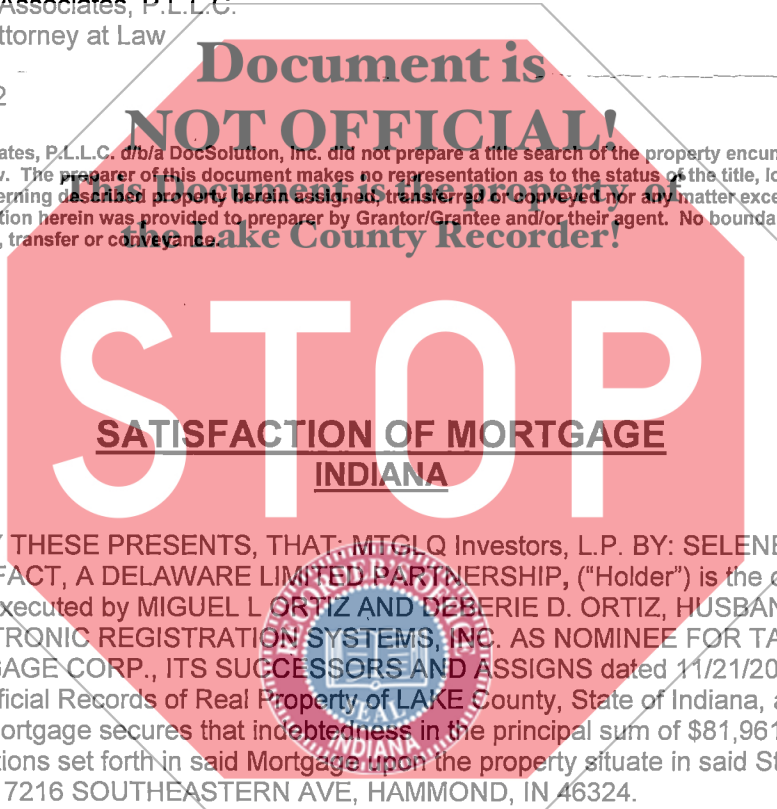 Associates, P.L.L.C.
ttorney at Law
2
Document is
NOT OFFICIAL!
This Document is the property of
the Lake County Recorder!
ates, P.L.L.C. d/b/a DocSolution, Inc. did not prepare a title search of the property encum
v. The preparer of this document makes no representation as to the status of the title, lo
erning described property herein assigned, transferred or conveyed nor any matter exce
tion herein was provided to preparer by Grantor/Grantee and/or their agent. No bounda
, transfer or conveyance.
STOP
SATISFACTION OF MORTGAGE
INDIANA
THESE PRESENTS, THAT: MTGLQ Investors, L.P. BY: SELENE
FACT, A DELAWARE LIMITED PARTNERSHIP, ("Holder") is the
xecuted by MIGUEL L ORTIZ AND DEBERIE D. ORTIZ, HUSBAN
TRONIC REGISTRATION SYSTEMS, INC. AS NOMINEE FOR TA
GAGE CORP., ITS SUCCESSORS AND ASSIGNS dated 11/21/20
ficial Records of Real Property of LAKE County, State of Indiana, a
ortgage secures that indebtedness in the principal sum of $81,961
tions set forth in said Mortgage upon the property situate in said St
7216 SOUTHEASTERN AVE, HAMMOND, IN 46324.
SEAL
INDIANA